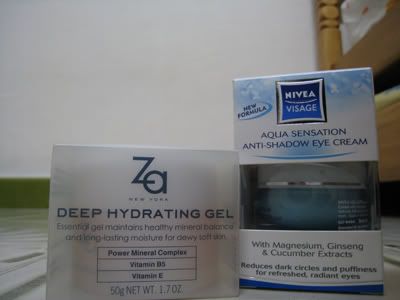 Za
NEW YORK
DEEP HYDRATING GEL
Essential gel maintains healthy mineral balance
and long-lasting moisture for dewy soft skin.
Power Mineral Complex
Vitamin B5
Vitamin E
50g NET WT. 1.7 OZ.
NEW
FORMULA
NIVEA
VISAGE
AQUA SENSATION
ANTI-SHADOW EYE CREAM
With Magnesium, Ginseng
& Cucumber Extracts
Reduces dark circles and puffiness
for refreshed, radiant eyes